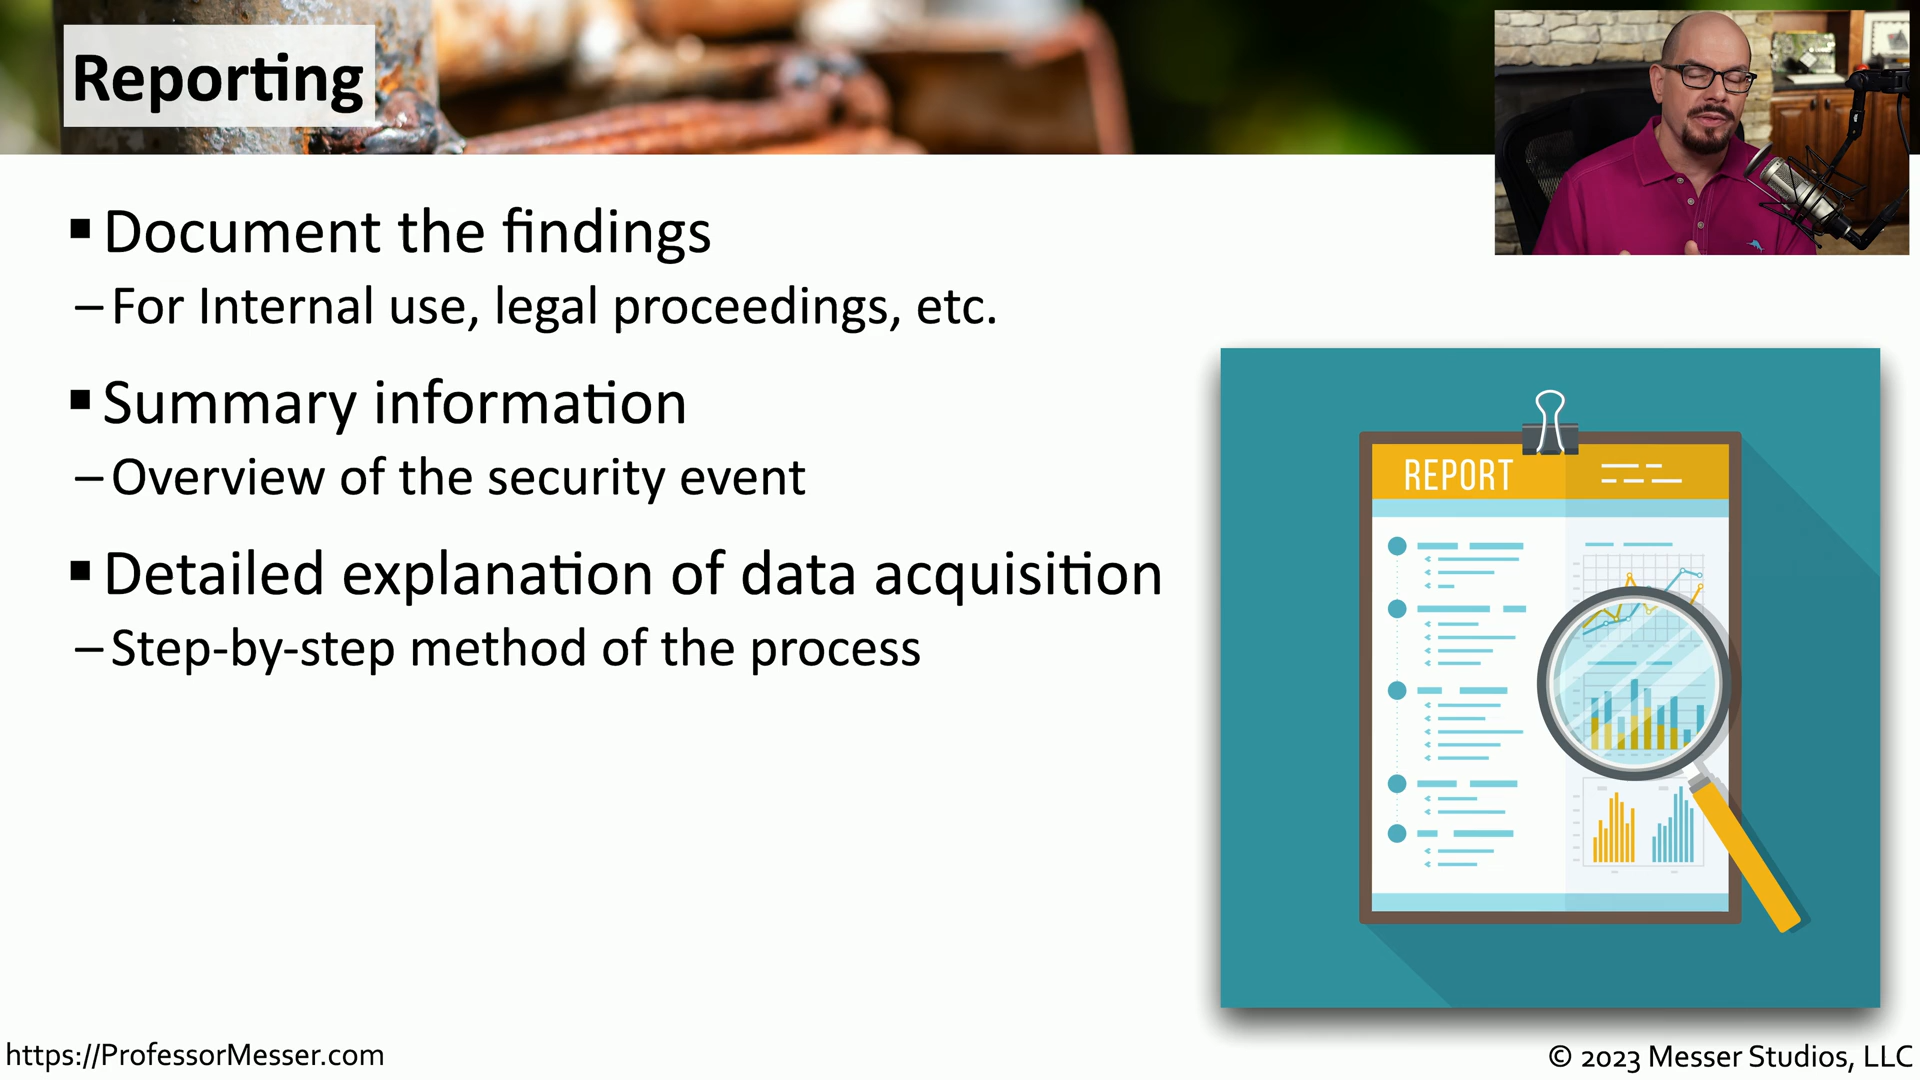 Reporting
▪ Document the findings
– For Internal use, legal proceedings, etc.
▪ Summary information
– Overview of the security event
▪ Detailed explanation of data acquisition
– Step-by-step method of the process
REPORT
https://ProfessorMesser.com
© 2023 Messer Studios, LLC